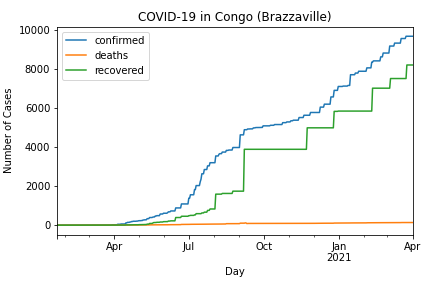 COVID-19 in Congo (Brazzaville)
confirmed
deaths
recovered
Number of Cases
10000
8000
6000
4000
2000
0
Apr Jul Oct Jan Apr
2021
Day